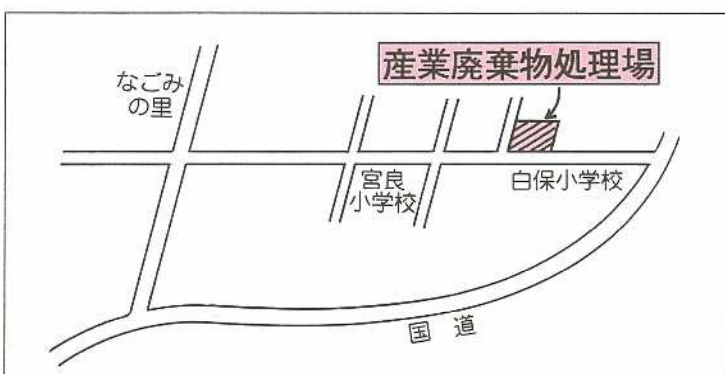 産業廃棄物処理場
なごみ
の里
宮良
小学校
白保小学校
国道